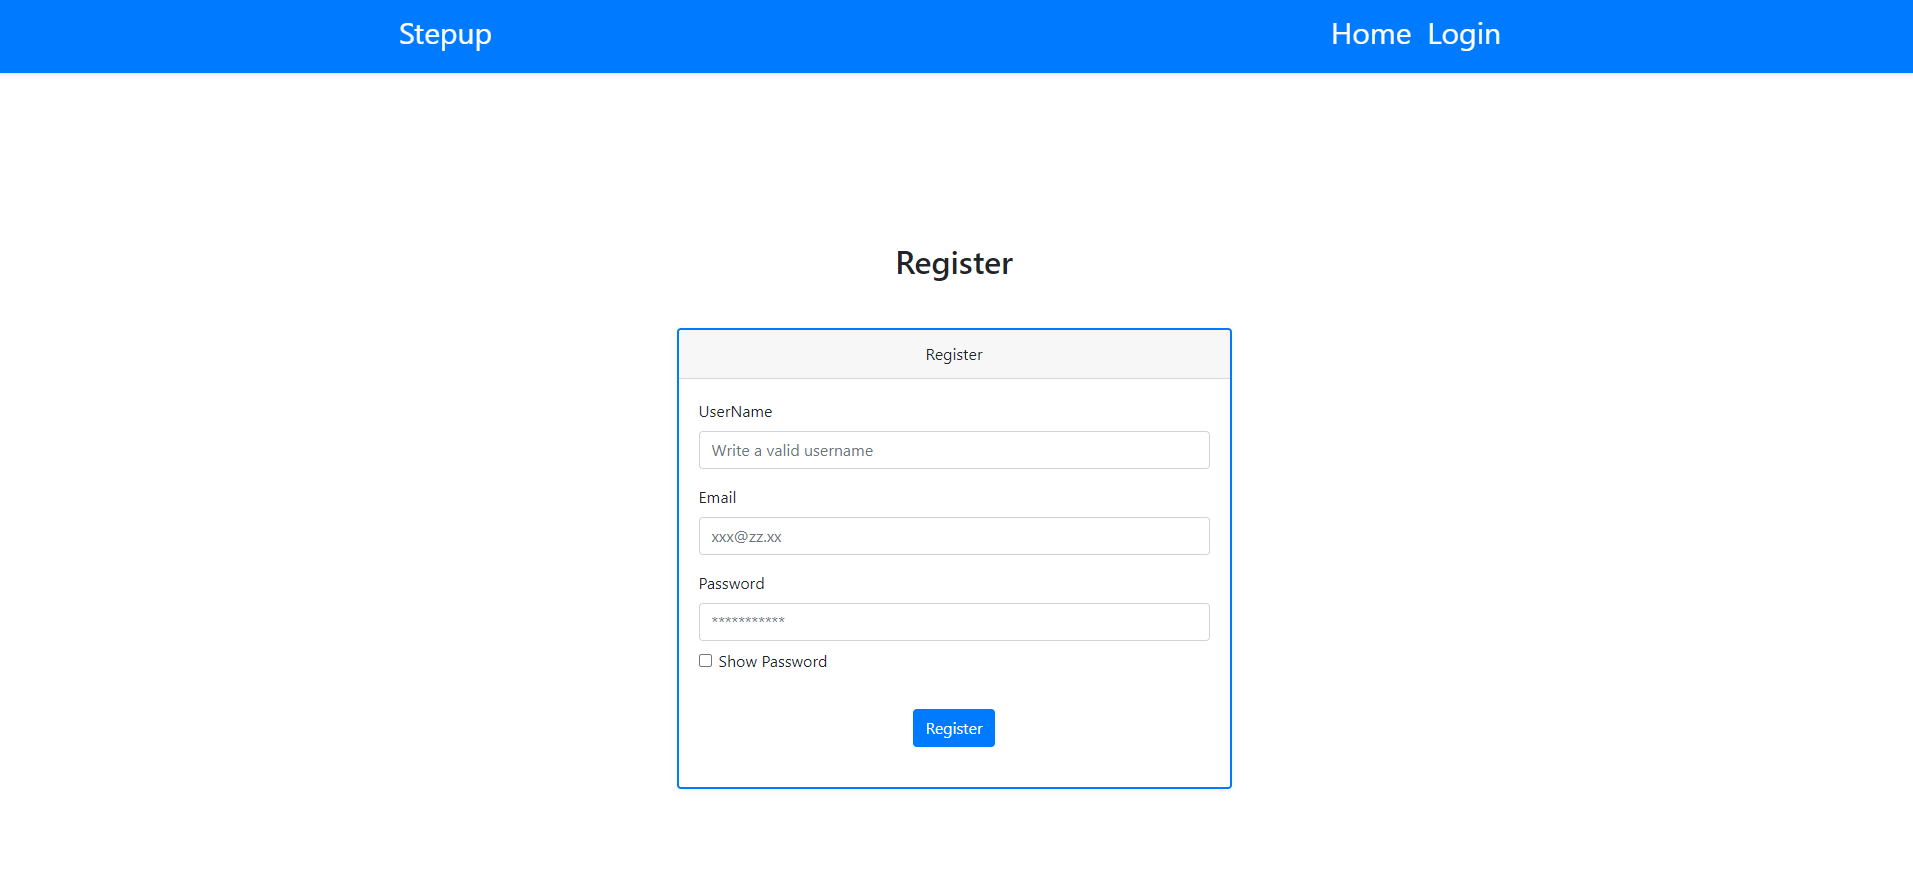 Stepup Home Login
Register
Register
UserName
Write a valid username
Email
xxx@zz.xx
Password
***********
Show Password
Register